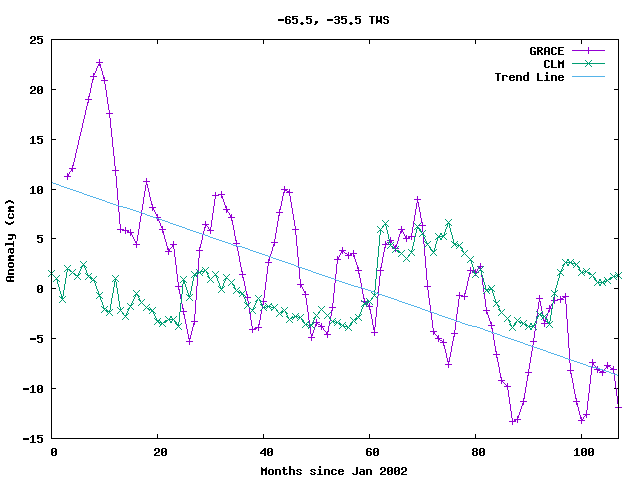 -65.5, -35.5 TWS
GRACE
CLM
Trend Line
25
20
15
10
5
0
-5
-10
-15
Anomaly (cm)
0 20 40 60 80 100
Months since Jan 2002